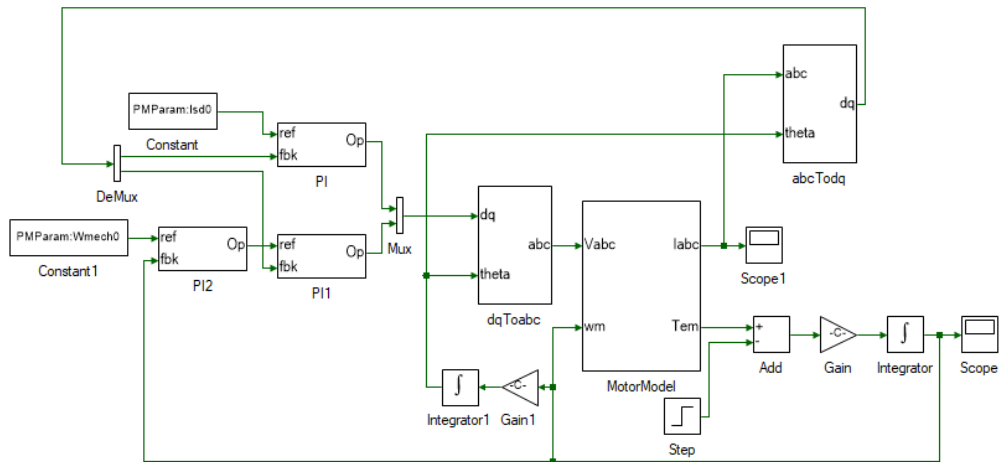 abc
dq
theta
abcTodq
PMParam:Isd0
Constant
ref
Op
fbk
PI
DeMux
PMParam:Wmech0
Constant1
ref
Op
fbk
PI2
ref
Op
fbk
PI1
Mux
dq
abc
theta
dqToabc
Vabc
Iabc
wm
Tem
MotorModel
Scope1
+
-
Add
-C-
Gain
∫
Integrator
Scope
∫
Integrator1
-C-
Gain1
Step